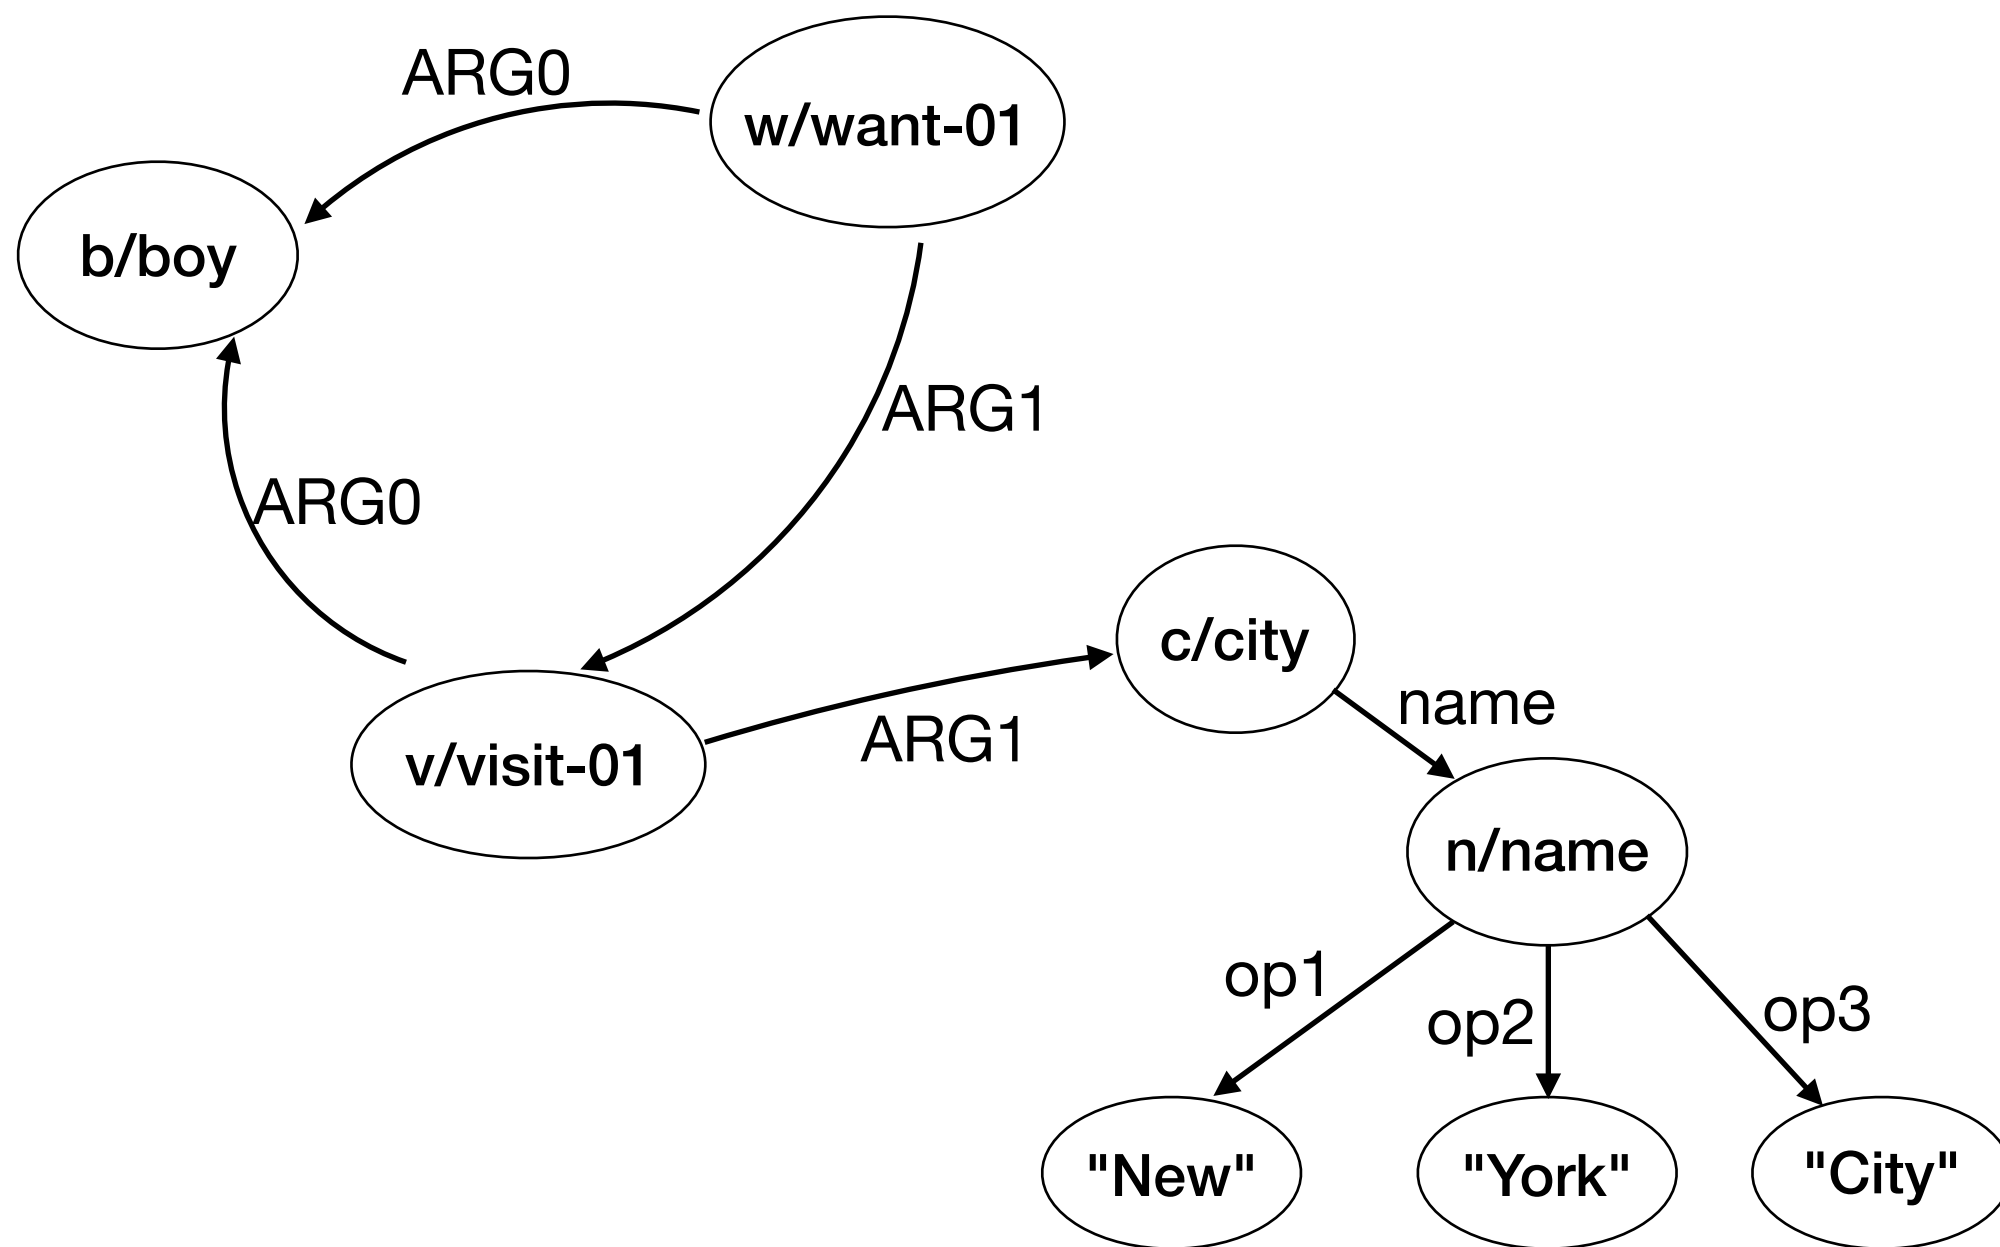 ARG0
w/want-01
b/boy
ARG1
ARG0
c/city
name
ARG1
v/visit-01
n/name
op1
op2
op3
"New"
"York"
"City"